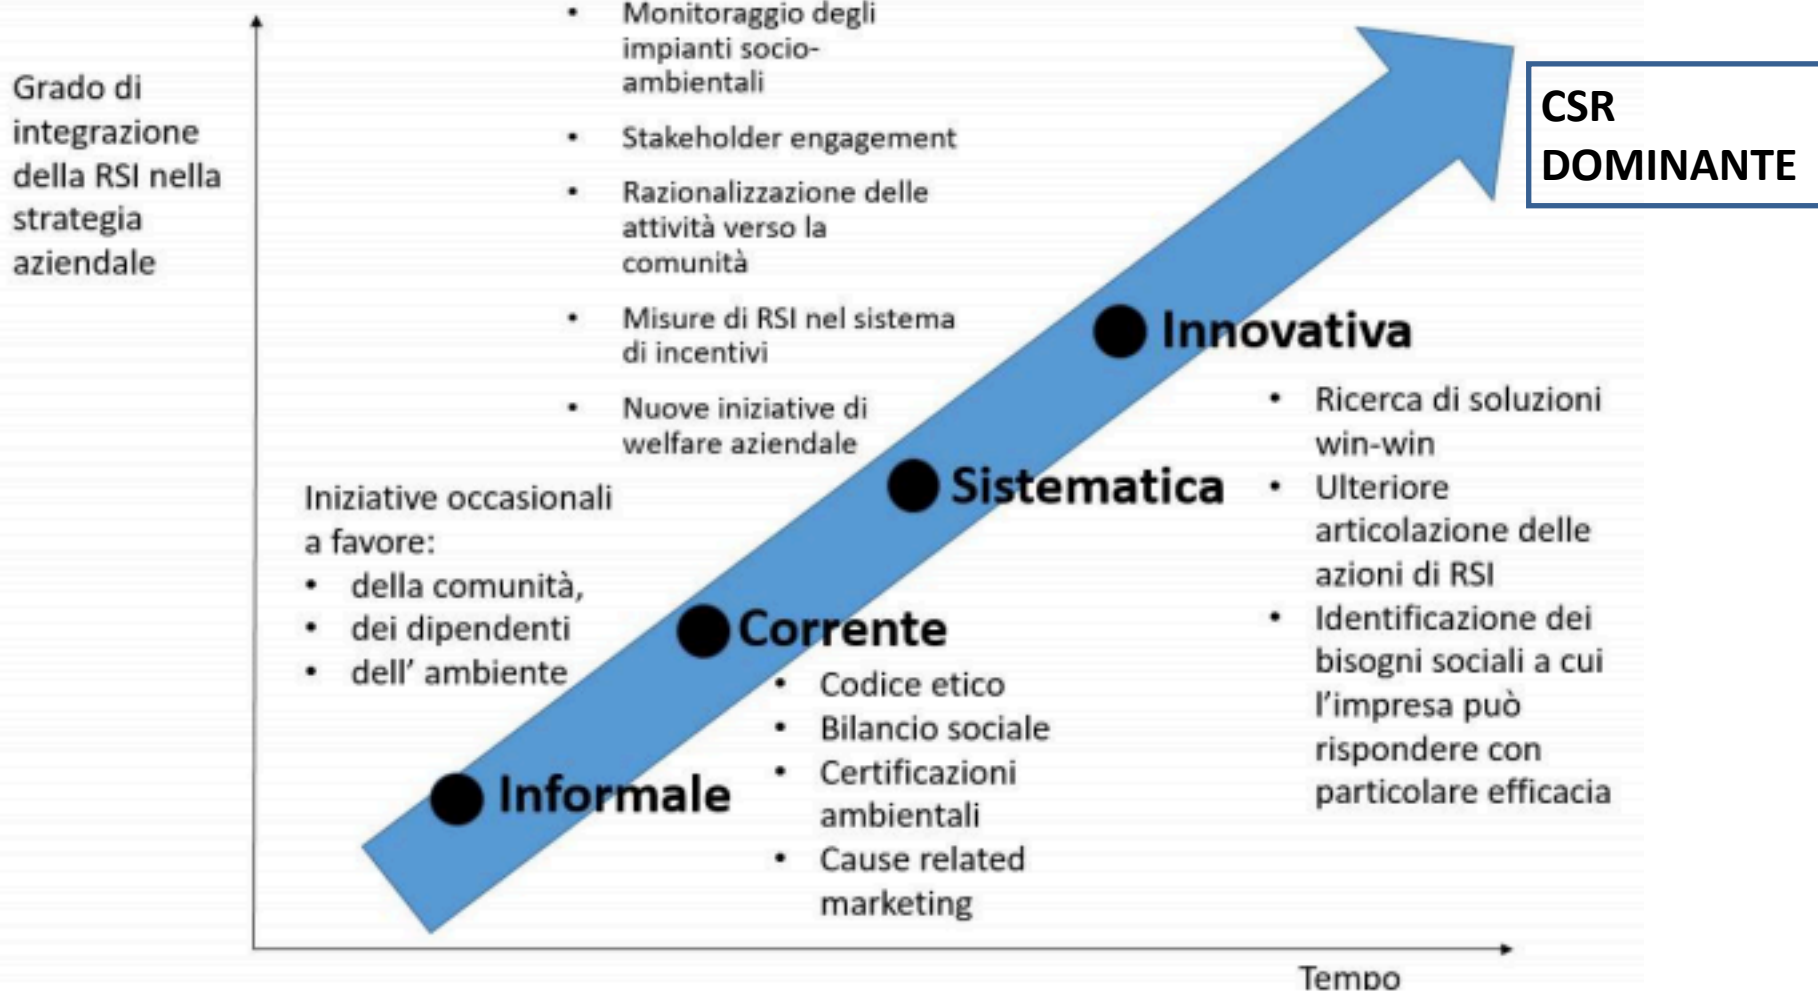 Grado di
integrazione
della RSI nella
strategia
aziendale
• Monitoraggio degli
impianti socio-
ambientali
• Stakeholder engagement
• Razionalizzazione delle
attività verso la
comunità
• Misure di RSI nel sistema
di incentivi
• Nuove iniziative di
welfare aziendale
CSR
DOMINANTE
Innovativa
• Ricerca di soluzioni
win-win
• Ulteriore
articolazione delle
azioni di RSI
• Identificazione dei
bisogni sociali a cui
l'impresa può
rispondere con
particolare efficacia
Sistematica
Iniziative occasionali
a favore:
• della comunità,
• dei dipendenti
• dell' ambiente
Corrente
• Codice etico
• Bilancio sociale
• Certificazioni
ambientali
• Cause related
marketing
Informale
Tempo